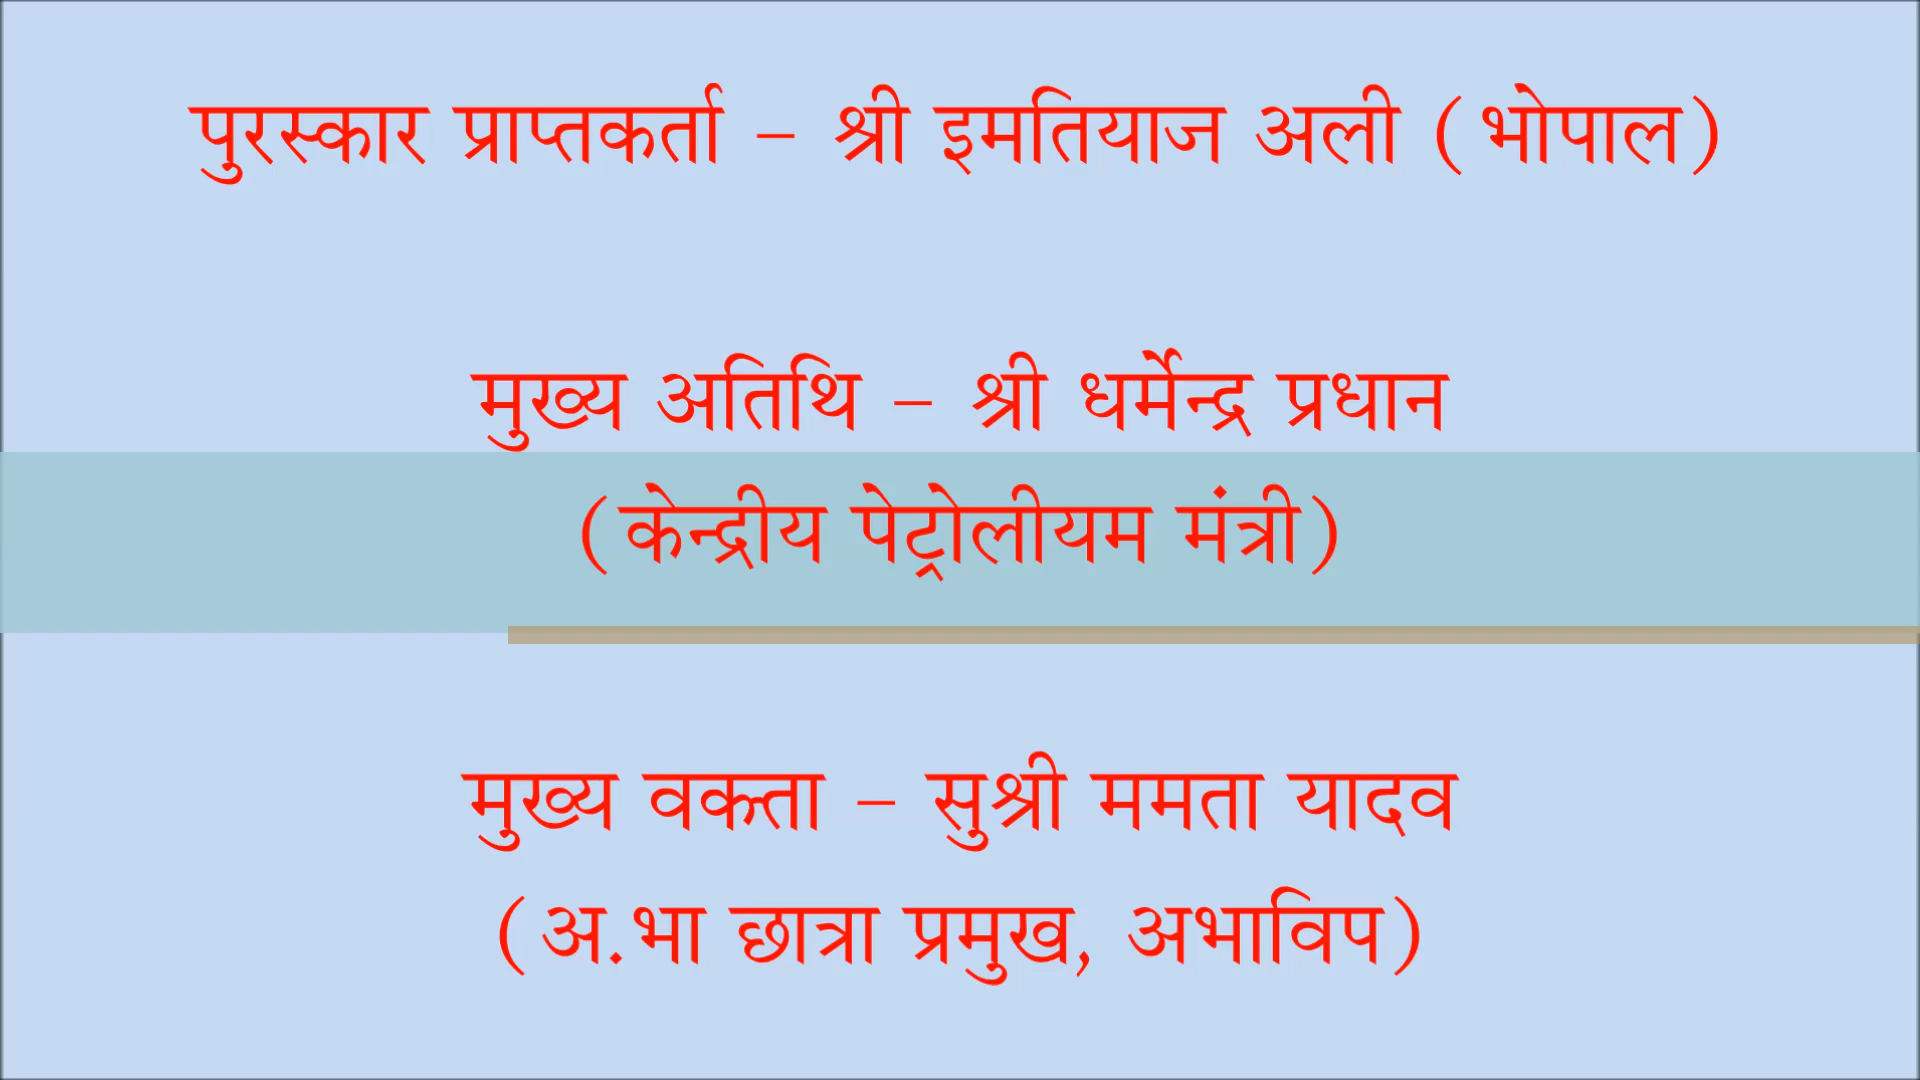 पुरस्कार प्राप्तकर्ता – श्री इमतियाज अली (भोपाल)
मुख्य अतिथि – श्री धर्मेन्द्र प्रधान
(केन्द्रीय पेट्रोलीयम मंत्री)
मुख्य वक्ता – सुश्री ममता यादव
(अ.भा छात्रा प्रमुख, अभाविप)